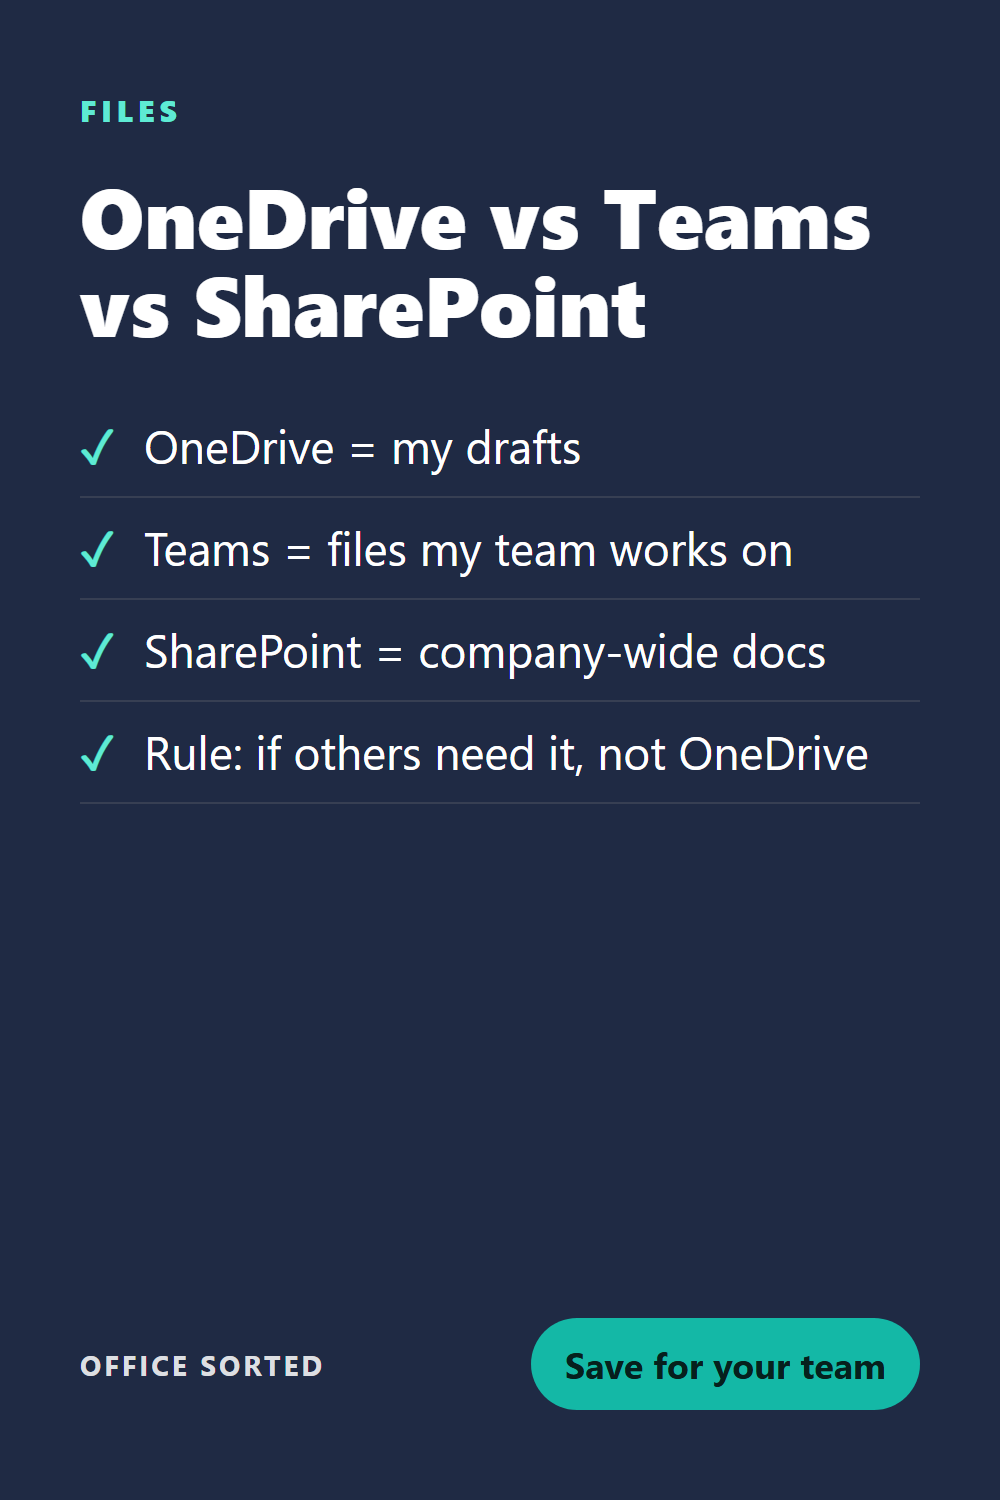 FILES
OneDrive vs Teams
vs SharePoint
✓ OneDrive = my drafts
✓ Teams = files my team works on
✓ SharePoint = company-wide docs
✓ Rule: if others need it, not OneDrive
OFFICE SORTED
Save for your team